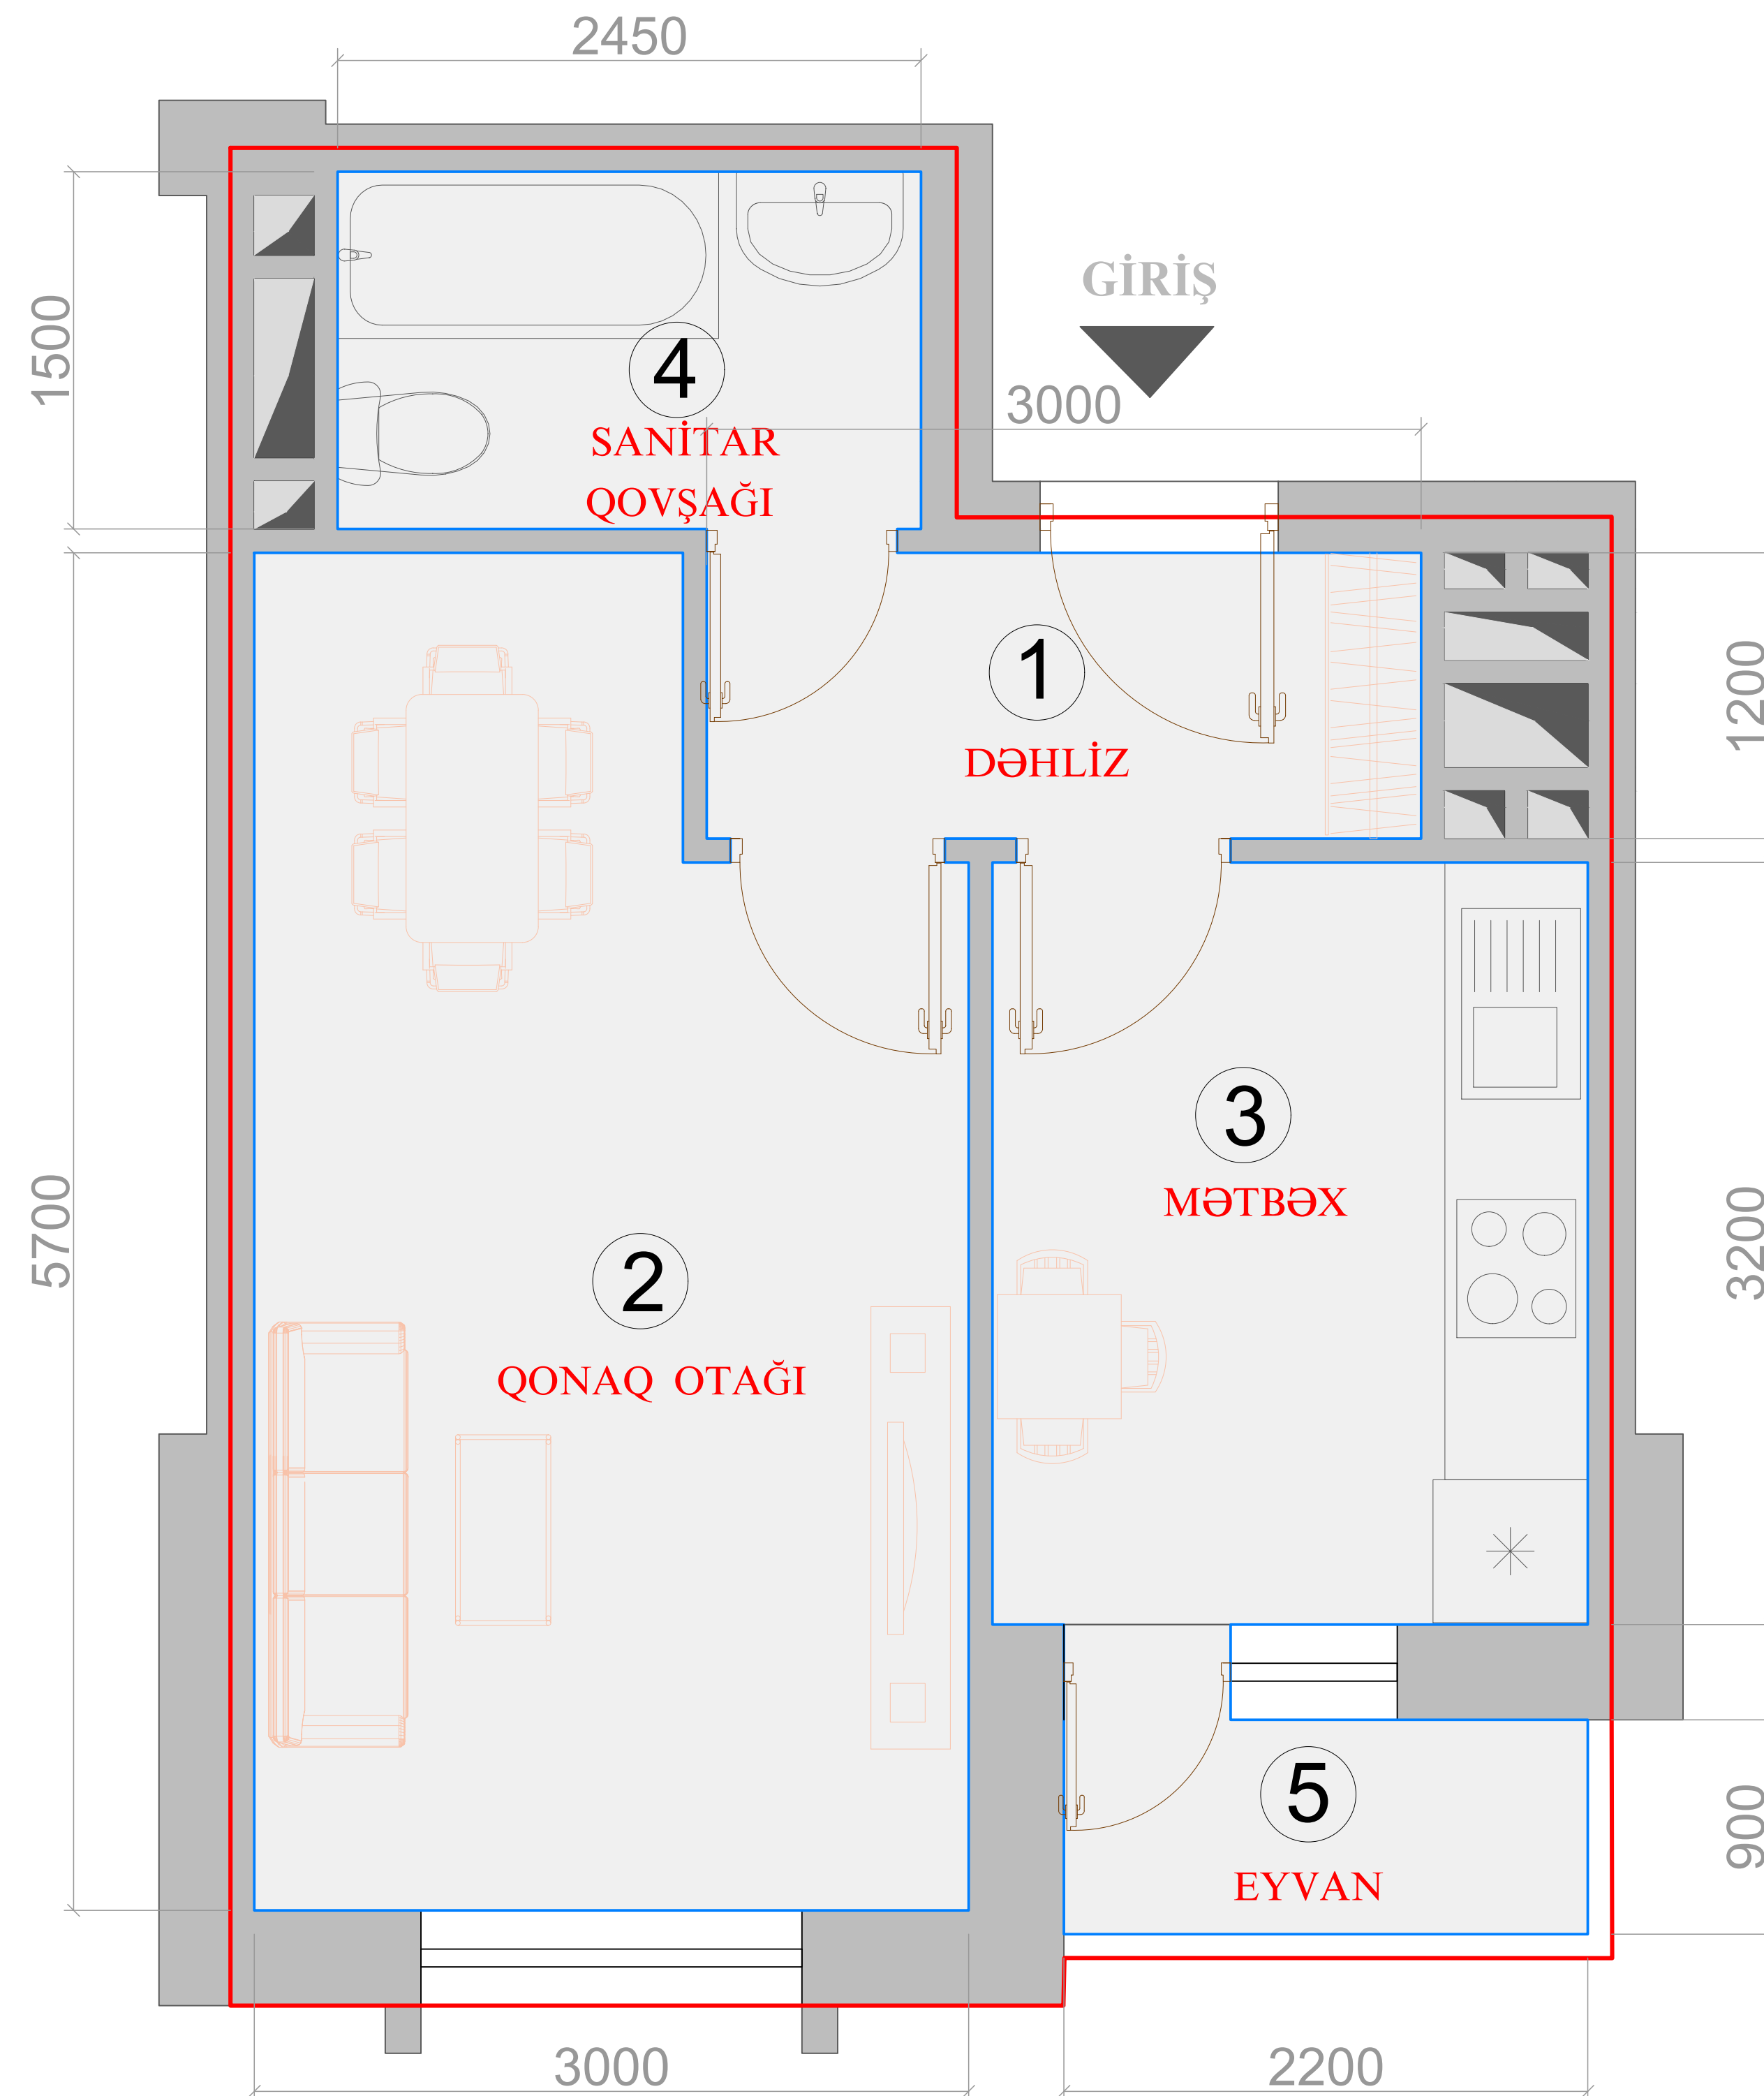 2450
GİRİŞ
1500
3000
4
SANİTAR
QOVŞAĞI
1
DƏHLİZ
1200
3
MƏTBƏX
3200
5700
2
QONAQ OTAĞI
5
EYVAN
900
3000
2200